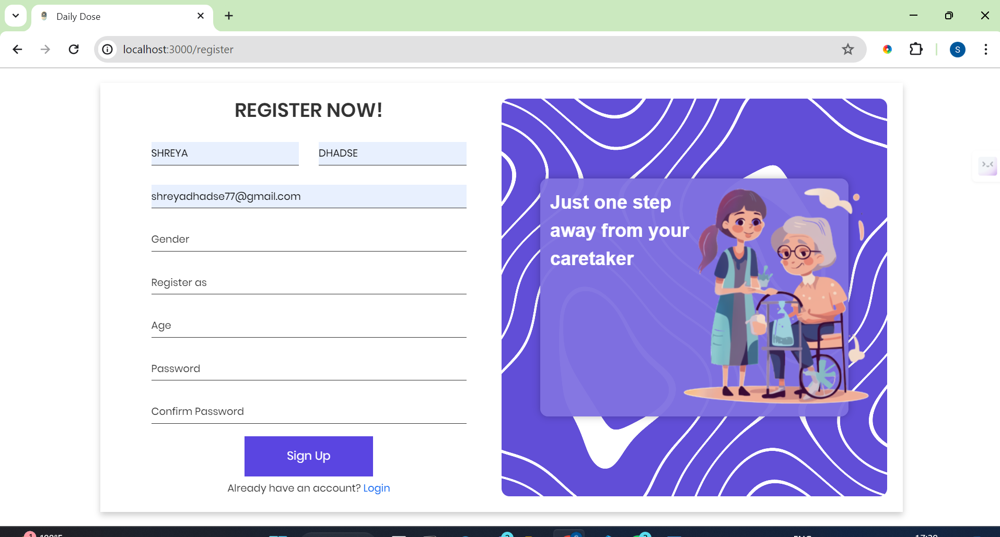 Daily Dose
localhost:3000/register
S
REGISTER NOW!
SHREYA DHADSE
shreyadhadse77@gmail.com
Gender
Register as
Age
Password
Confirm Password
Sign Up
Already have an account? Login
Just one step
away from your
caretaker